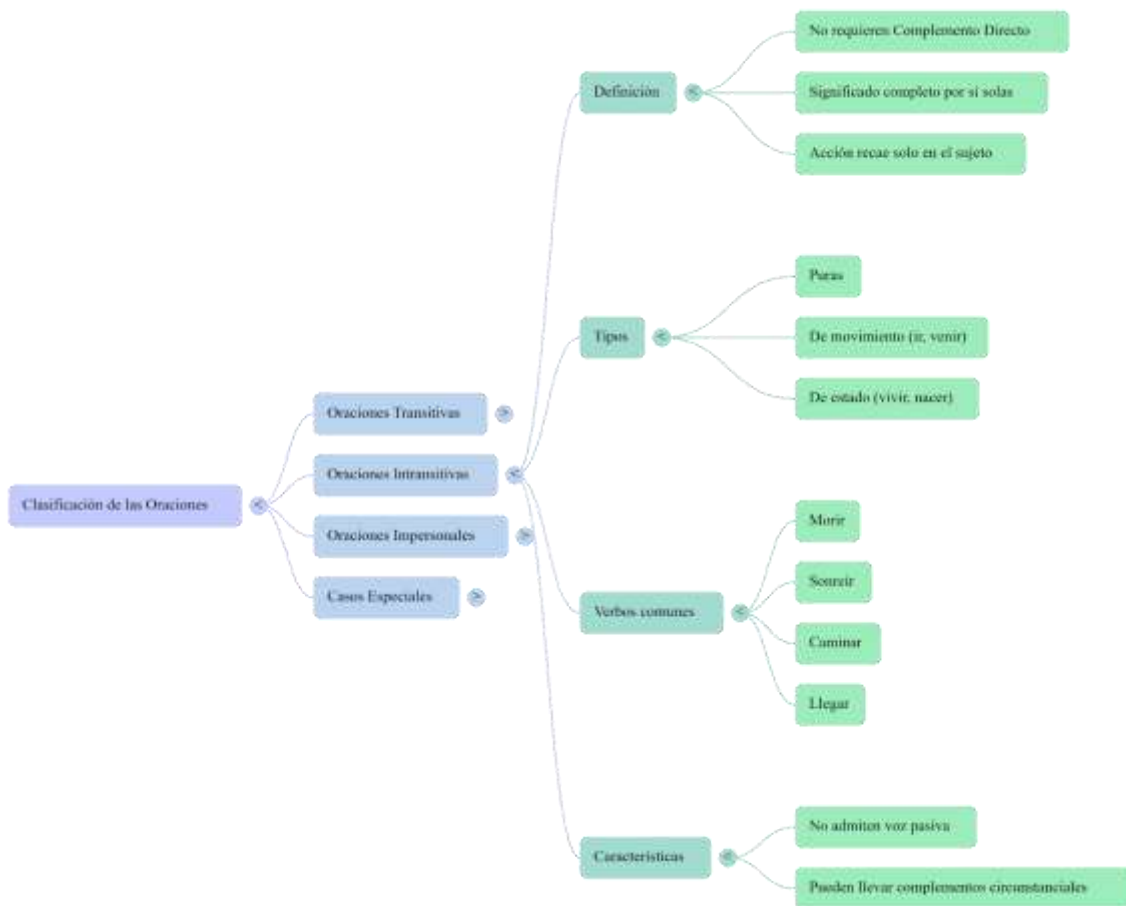 Clasificación de las Oraciones
Oraciones Transitivas
Oraciones Intransitivas
Definición
No requieren Complemento Directo
Significado completo por sí solas
Acción recae solo en el sujeto
Tipos
Puras
De movimiento (ir, venir)
De estado (vivir, nacer)
Verbos comunes
Morir
Sonreír
Caminar
Llegar
Características
No admiten voz pasiva
Pueden llevar complementos circunstanciales
Oraciones Impersonales
Casos Especiales